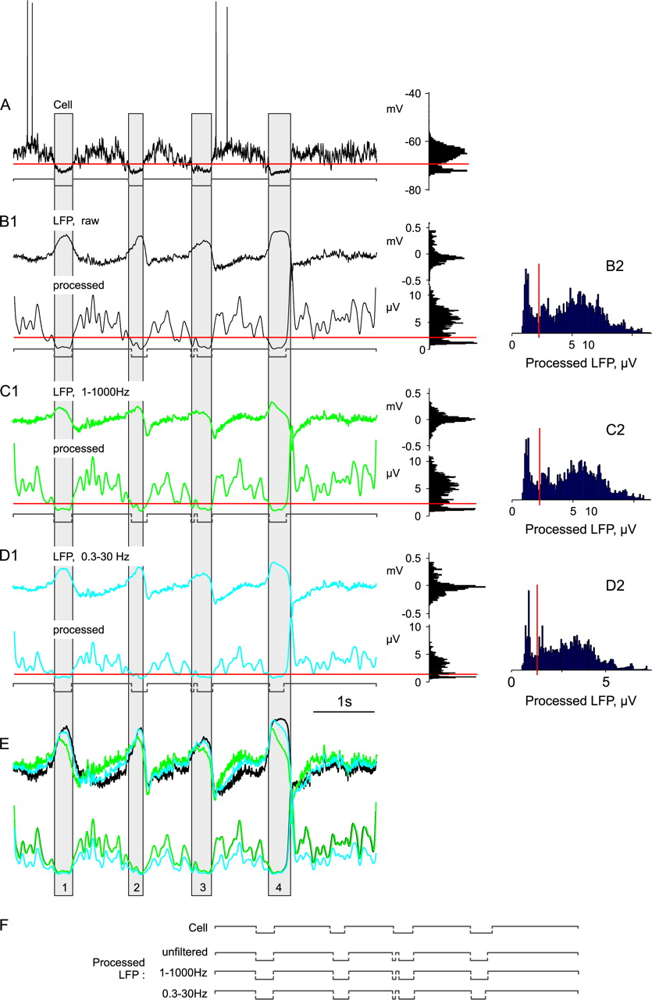 A
Cell
mV
-40
-60
-80
B1
LFP, raw
mV
0.5
0
-0.5
processed
µV
10
5
0
B2
0 5 10
Processed LFP, µV
C1
LFP, 1-1000Hz
mV
0.5
0
-0.5
processed
µV
10
5
0
C2
0 5 10
Processed LFP, µV
D1
LFP, 0.3-30 Hz
mV
0.5
0
-0.5
processed
µV
10
5
0
D2
0 5
Processed LFP, µV
1s
E
1 2 3 4
F
Cell
unfiltered
Processed
LFP :
1-1000Hz
0.3-30Hz